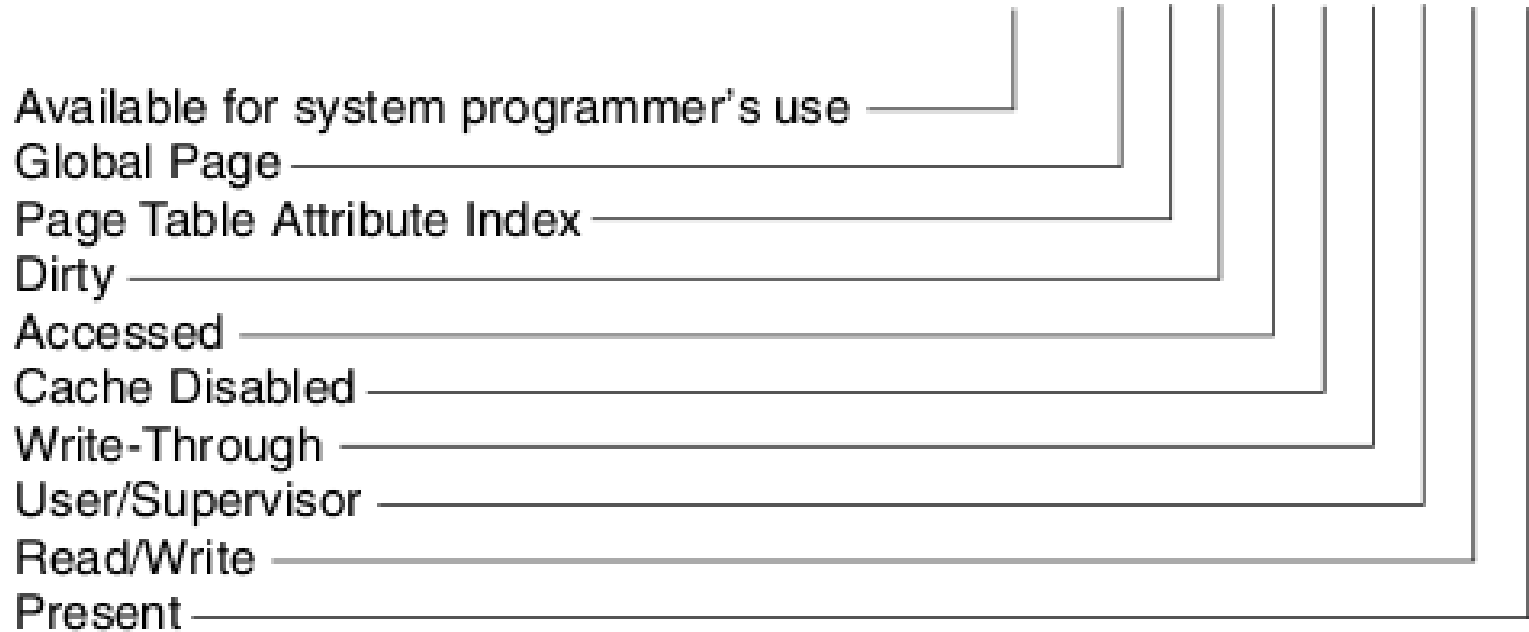 Available for system programmer's use
Global Page
Page Table Attribute Index
Dirty
Accessed
Cache Disabled
Write-Through
User/Supervisor
Read/Write
Present